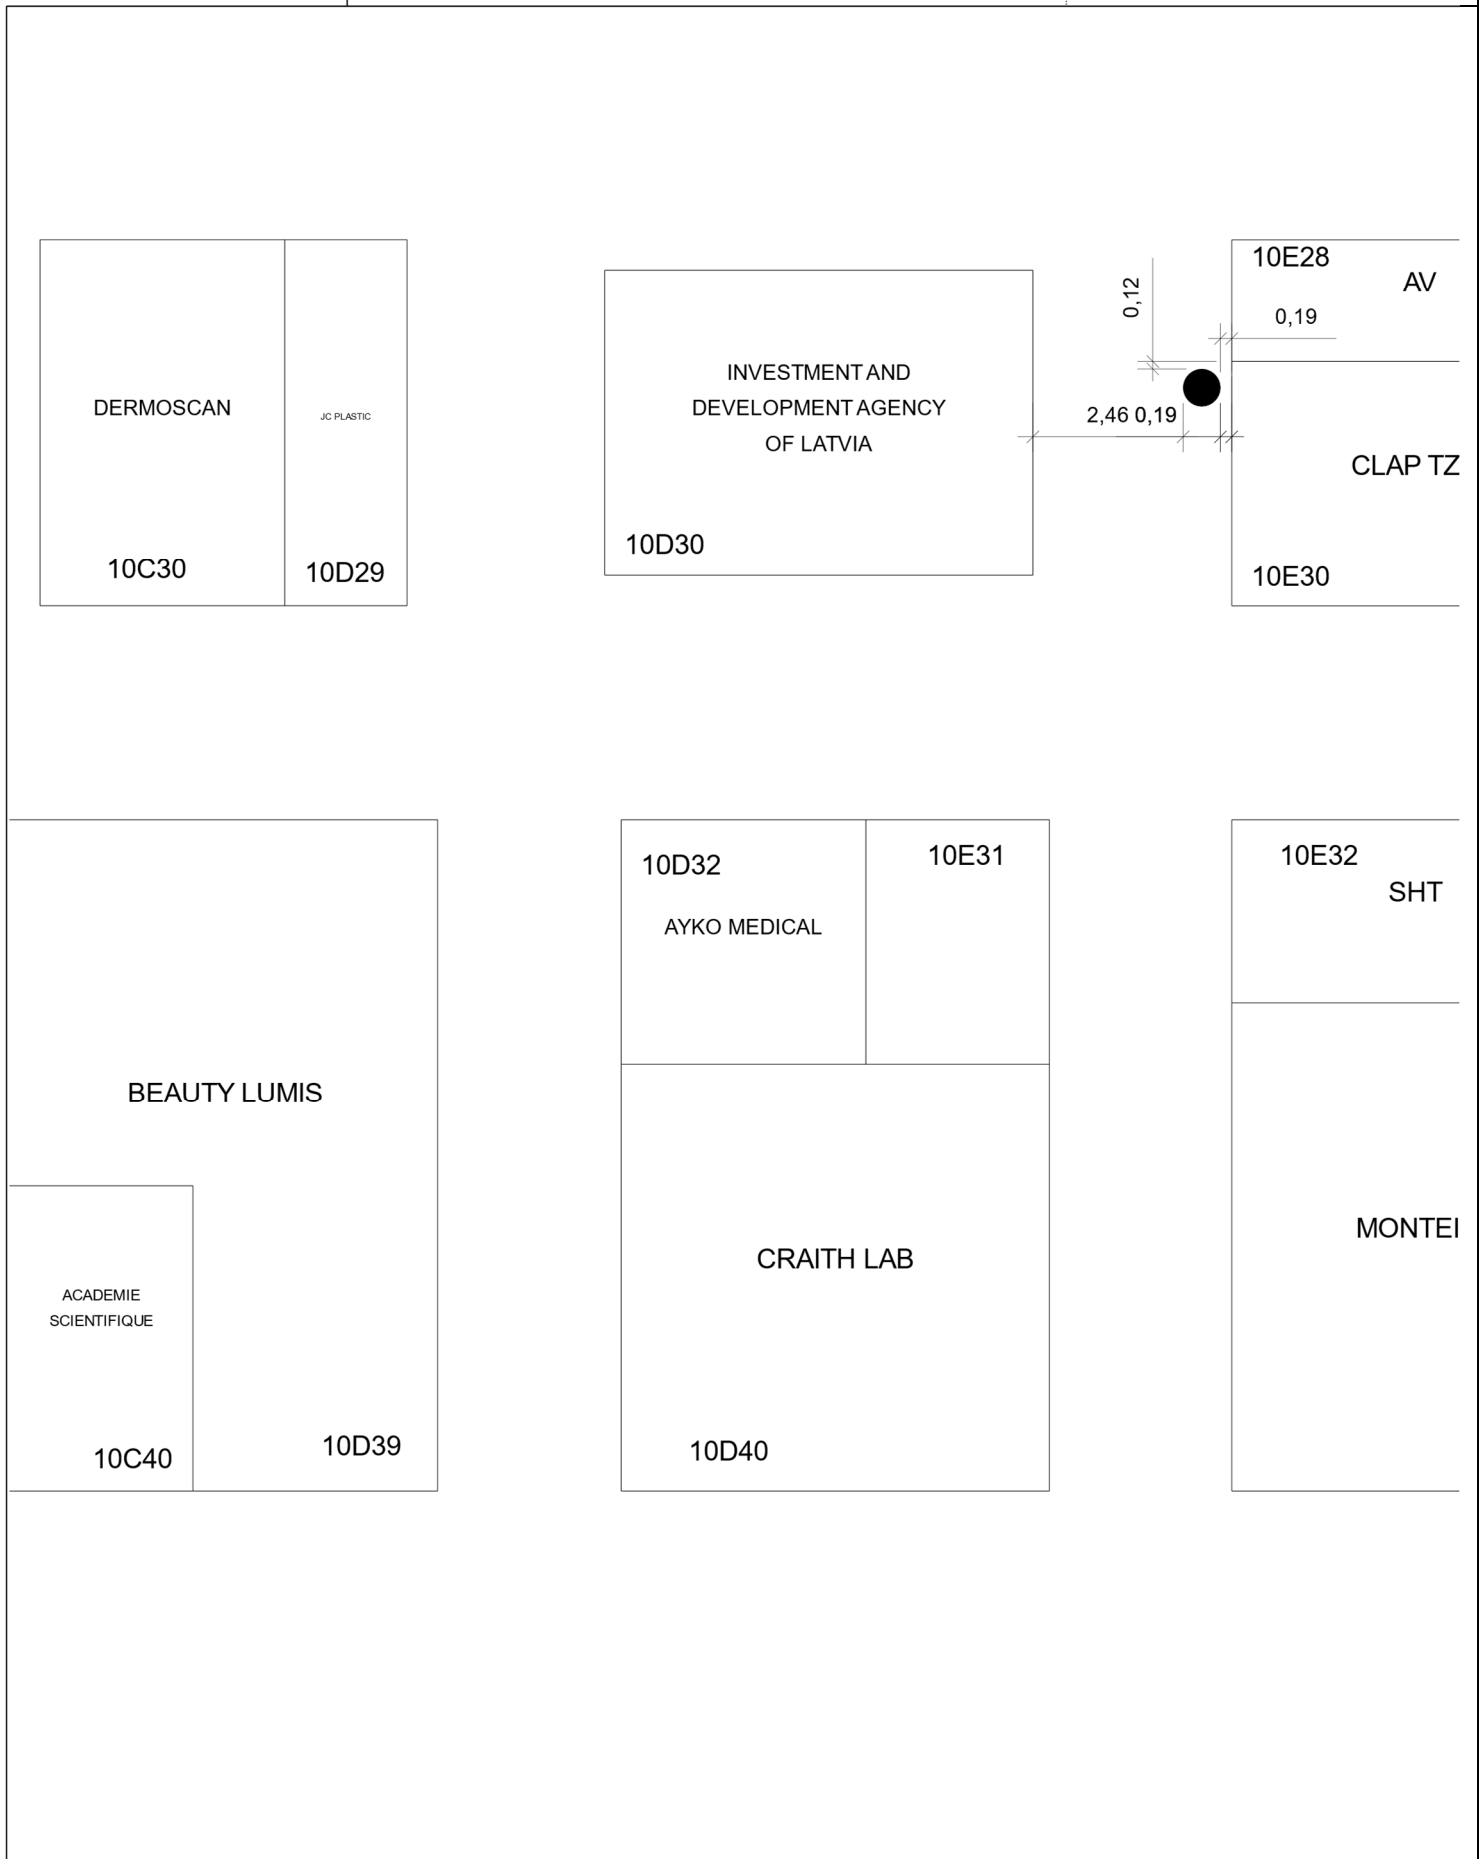 10E28
AV
0,12
0,19
INVESTMENT AND
DEVELOPMENT AGENCY
OF LATVIA
DERMOSCAN
JC PLASTIC
2,46 0,19
CLAP TZ
10D30
10C30
10D29
10E30
10D32
10E31
10E32
SHT
AYKO MEDICAL
BEAUTY LUMIS
MONTEI
CRAITH LAB
ACADEMIE
SCIENTIFIQUE
10C40
10D39
10D40